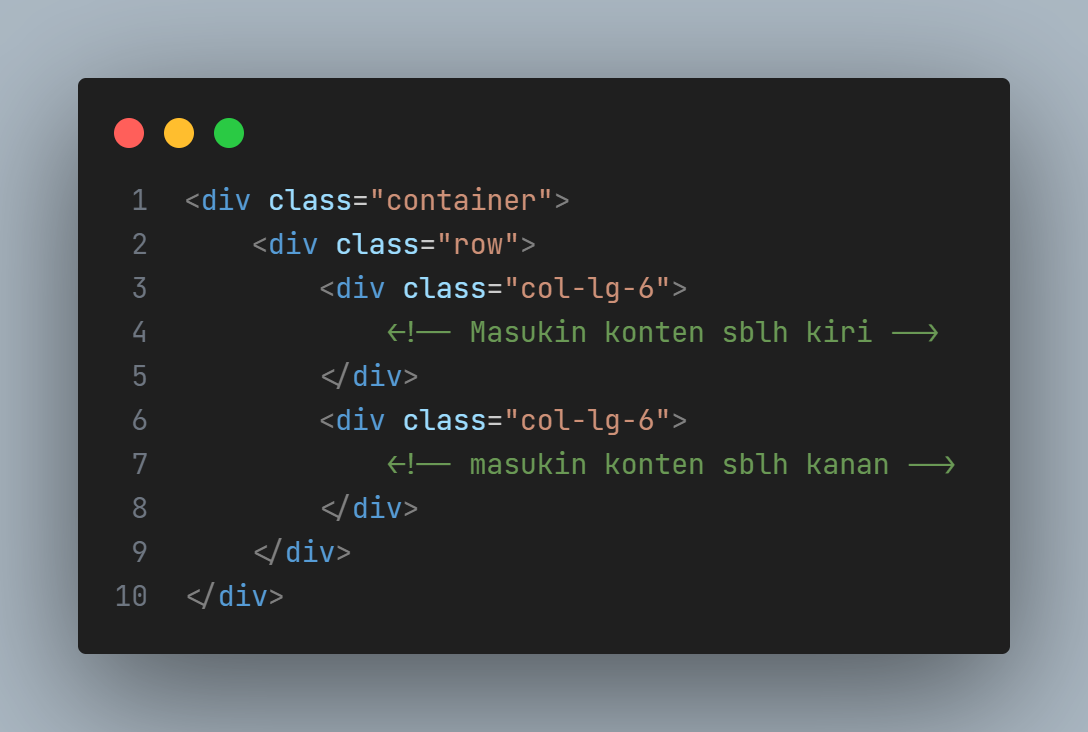 1 <div class="container">
2 <div class="row">
3 <div class="col-lg-6">
4 <!-- Masukin konten sblh kiri -->
5 </div>
6 <div class="col-lg-6">
7 <!-- masukin konten sblh kanan -->
8 </div>
9 </div>
10 </div>